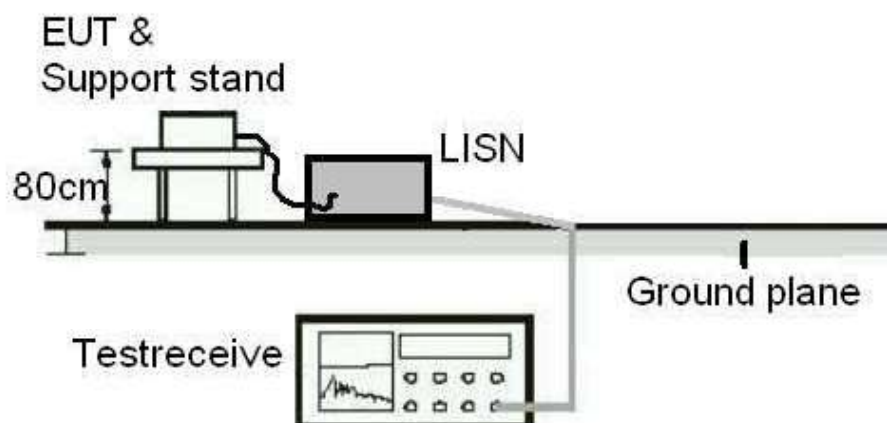 EUT &
Support stand
LISN
80cm
Ground plane
Testreceive